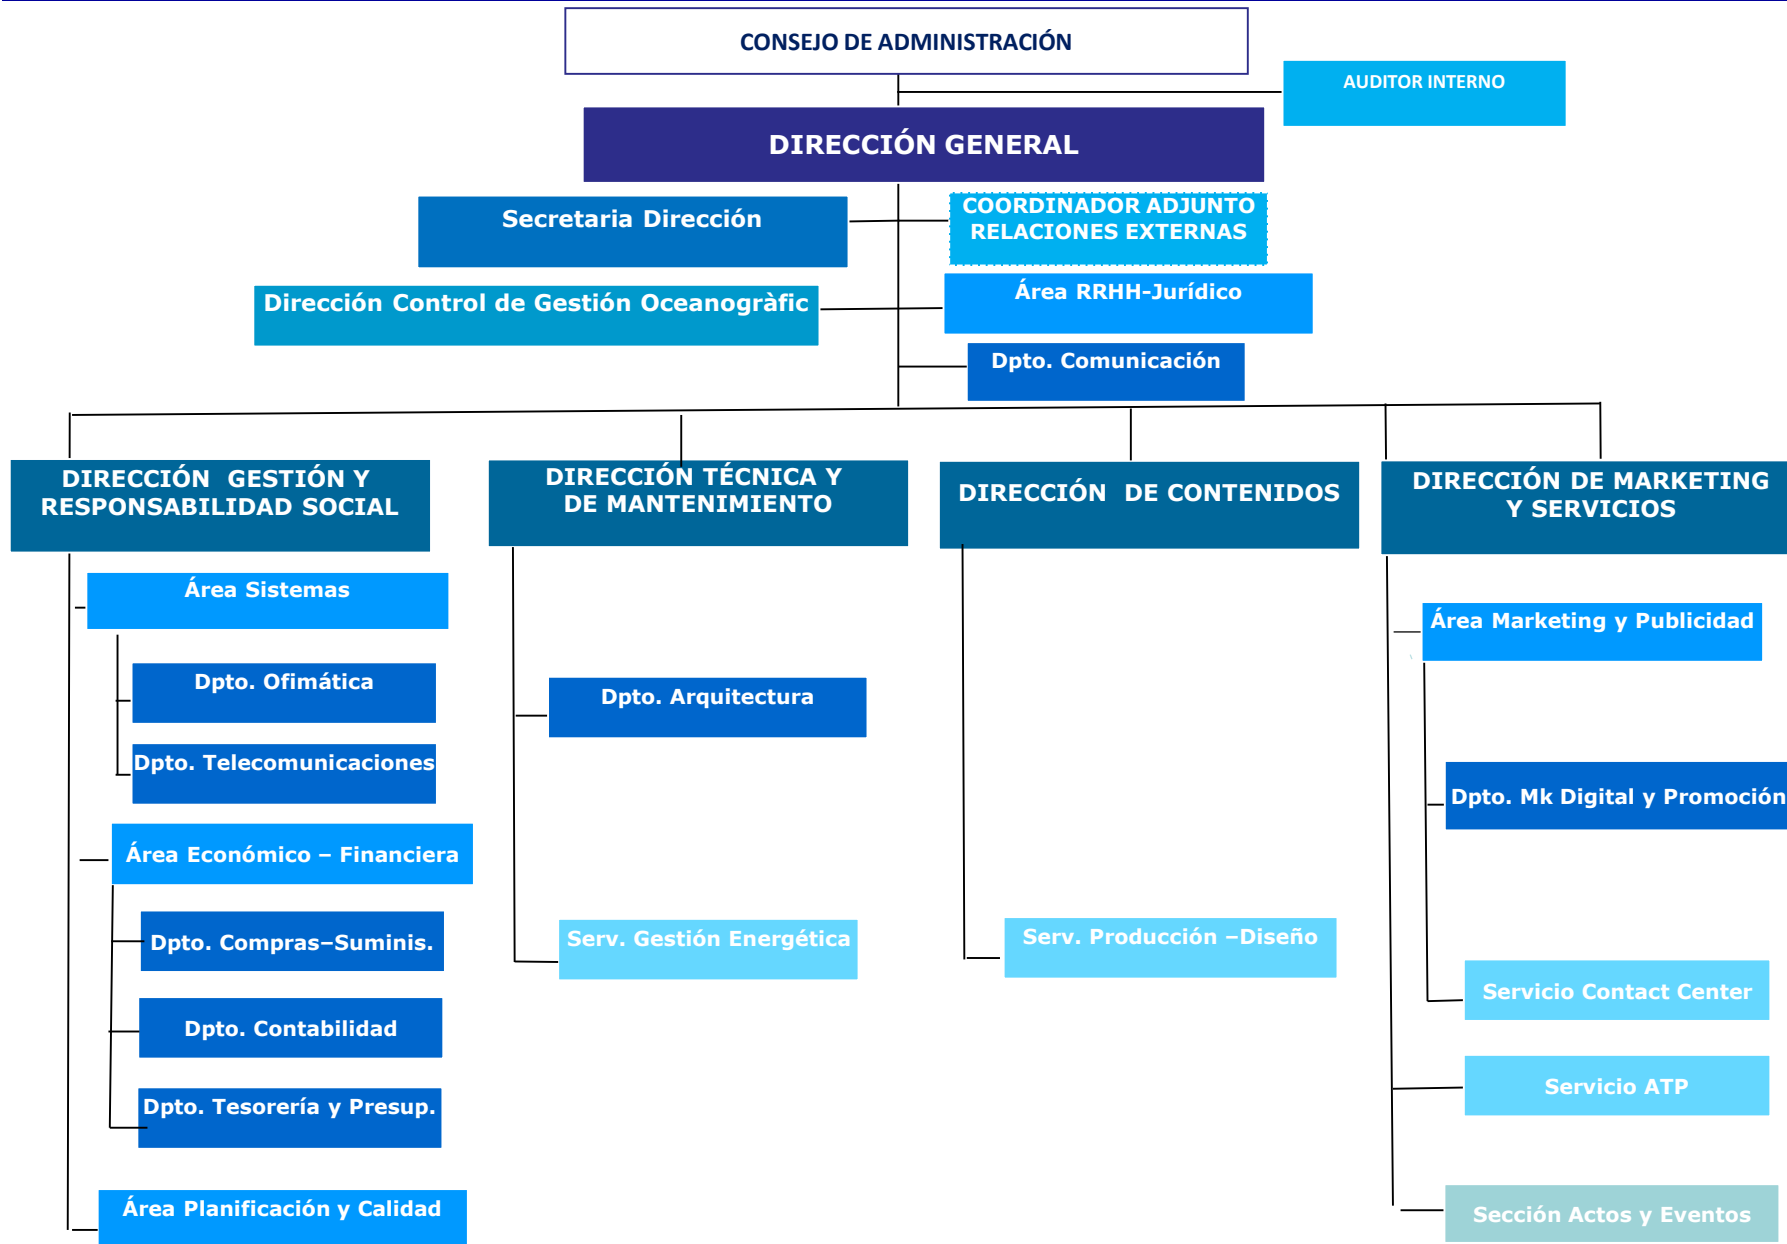 CONSEJO DE ADMINISTRACIÓN
AUDITOR INTERNO
DIRECCIÓN GENERAL
Secretaria Dirección
COORDINADOR ADJUNTO
RELACIONES EXTERNAS
Dirección Control de Gestión Oceanogràfic
Área RRHH-Jurídico
Dpto. Comunicación
DIRECCIÓN GESTIÓN Y
RESPONSABILIDAD SOCIAL
DIRECCIÓN TÉCNICA Y
DE MANTENIMIENTO
DIRECCIÓN DE CONTENIDOS
DIRECCIÓN DE MARKETING
Y SERVICIOS
Área Sistemas
Dpto. Ofimática
Dpto. Telecomunicaciones
Área Económico – Financiera
Dpto. Compras–Suminis.
Dpto. Contabilidad
Dpto. Tesorería y Presup.
Área Planificación y Calidad
Dpto. Arquitectura
Serv. Gestión Energética
Serv. Producción –Diseño
Área Marketing y Publicidad
Dpto. Mk Digital y Promoción
Servicio Contact Center
Servicio ATP
Sección Actos y Eventos